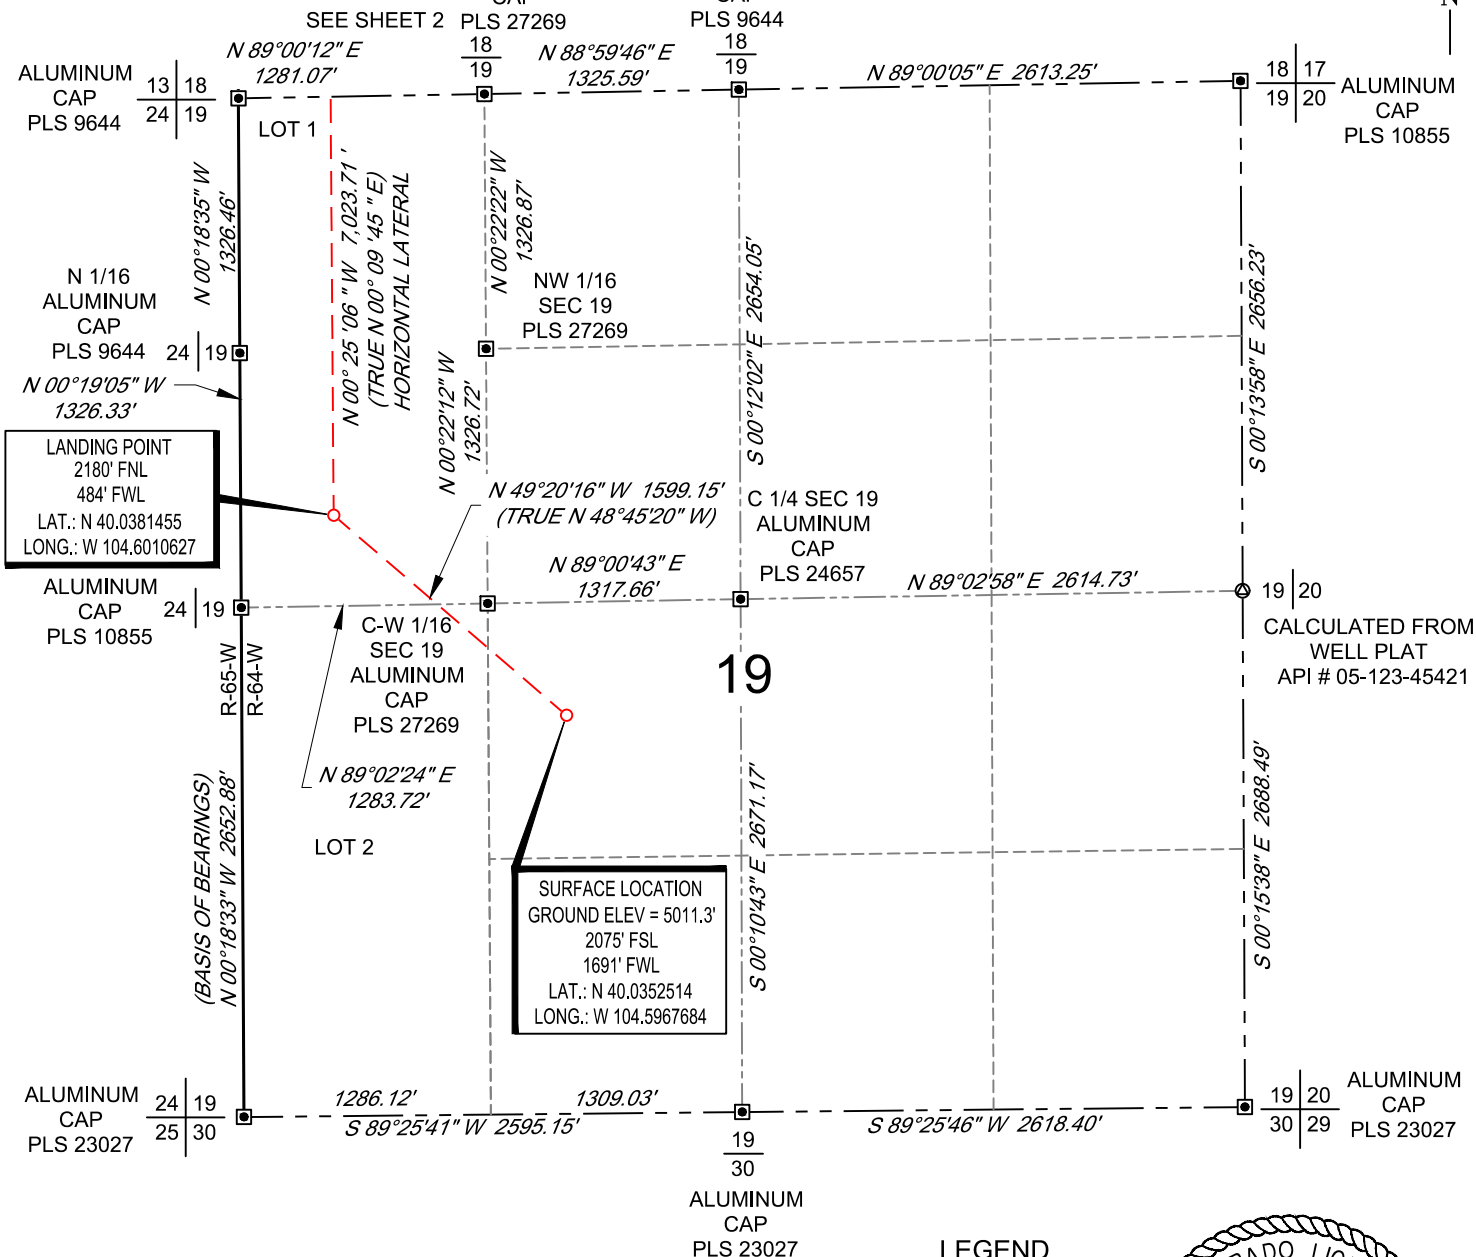 SEE SHEET 2
PLS 27269
PLS 9644
N 89°00'12" E
1281.07'
18
19
N 88°59'46" E
1325.59'
18
19
N 89°00'05" E 2613.25'
ALUMINUM
CAP
PLS 9644
13 18
24 19
18 17
19 20
ALUMINUM
CAP
PLS 10855
LOT 1
N 00°18'35" W
1326.46'
N 00° 25 '06 " W 7,023.71 '
(TRUE N 00° 09 '45 " E)
HORIZONTAL LATERAL
N 00°22'22" W
1326.87'
S 00°12'02" E 2654.05'
S 00°13'58" E 2656.23'
N 1/16
ALUMINUM
CAP
PLS 9644
24 19
NW 1/16
SEC 19
PLS 27269
N 00°19'05" W
1326.33'
N 00°22'12" W
1326.72'
LANDING POINT
2180' FNL
484' FWL
LAT.: N 40.0381455
LONG.: W 104.6010627
N 49°20'16" W 1599.15'
(TRUE N 48°45'20" W)
C 1/4 SEC 19
ALUMINUM
CAP
PLS 24657
N 89°00'43" E
1317.66'
N 89°02'58" E 2614.73'
ALUMINUM
CAP
PLS 10855
24 19
19 20
CALCULATED FROM
WELL PLAT
API # 05-123-45421
C-W 1/16
SEC 19
ALUMINUM
CAP
PLS 27269
R-65-W
R-64-W
19
N 89°02'24" E
1283.72'
LOT 2
(BASIS OF BEARINGS)
N 00°18'33" W 2652.88'
S 00°10'43" E 2671.17'
S 00°15'38" E 2688.49'
SURFACE LOCATION
GROUND ELEV = 5011.3'
2075' FSL
1691' FWL
LAT.: N 40.0352514
LONG.: W 104.5967684
ALUMINUM
CAP
PLS 23027
24 19
25 30
1286.12'
1309.03'
S 89°25'41" W 2595.15'
S 89°25'46" W 2618.40'
19 20
30 29
ALUMINUM
CAP
PLS 23027
19
30
ALUMINUM
CAP
PLS 23027
LEGEND